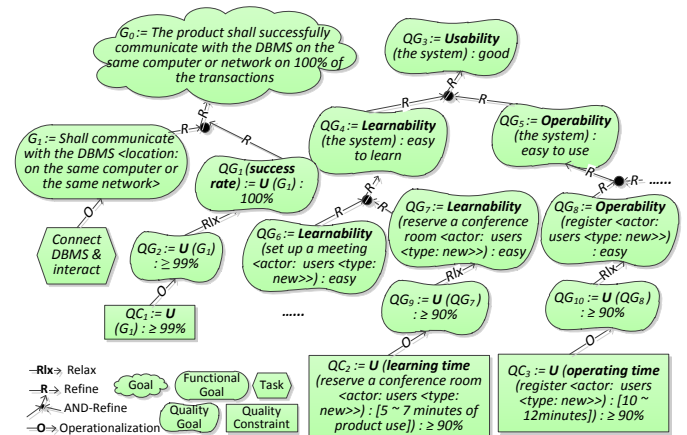 G₀ := The product shall successfully
communicate with the DBMS on the
same computer or network on 100% of
the transactions
QG₃ := Usability
(the system) : good
R
R
R
R
R
R
G₁ := Shall communicate
with the DBMS <location:
on the same computer or
the same network>
QG₁ (success
rate) := U (G₁) :
100%
QG₄ := Learnability
(the system) : easy
to learn
QG₅ := Operability
(the system) :
easy to use
R
R
R
R
R
......
O
Rlx
Connect
DBMS &
interact
QG₂ := U (G₁)
: ≥ 99%
QG₆ := Learnability
(set up a meeting
<actor: users <type:
new>>) : easy
QG₇ := Learnability
(reserve a conference
room <actor: users
<type: new>>) : easy
QG₈ := Operability
(register <actor:
users <type: new>>)
: easy
O
Rlx
Rlx
QC₁ := U
(G₁) : ≥ 99%
......
QG₉ := U (QG₇)
: ≥ 90%
QG₁₀ := U (QG₈)
: ≥ 90%
O
O
QC₂ := U (learning time
(reserve a conference room
<actor: users <type:
new>>) : [5 ~ 7 minutes of
product use]) : ≥ 90%
QC₃ := U (operating time
(register <actor: users
<type: new>>) : [10 ~
12minutes]) : ≥ 90%
Rlx Relax
R Refine
AND-Refine
O Operationalization
Goal
Functional
Goal
Task
Quality
Goal
Quality
Constraint